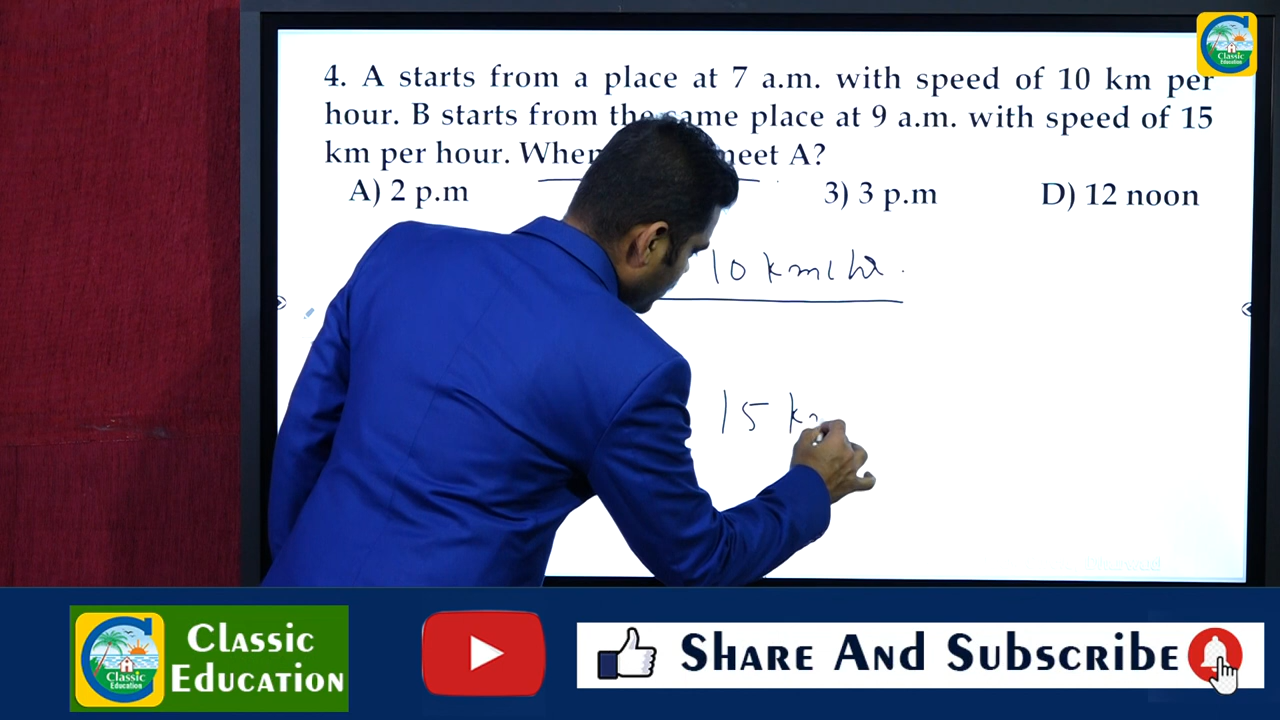 4. A starts from a place at 7 a.m. with speed of 10 km per
hour. B starts from the same place at 9 a.m. with speed of 15
km per hour. When meet A?
A) 2 p.m 3) 3 p.m D) 12 noon
10 km/hr.
15 k
Classic
Education
Classic
Education
Classic
Education
Share And Subscribe